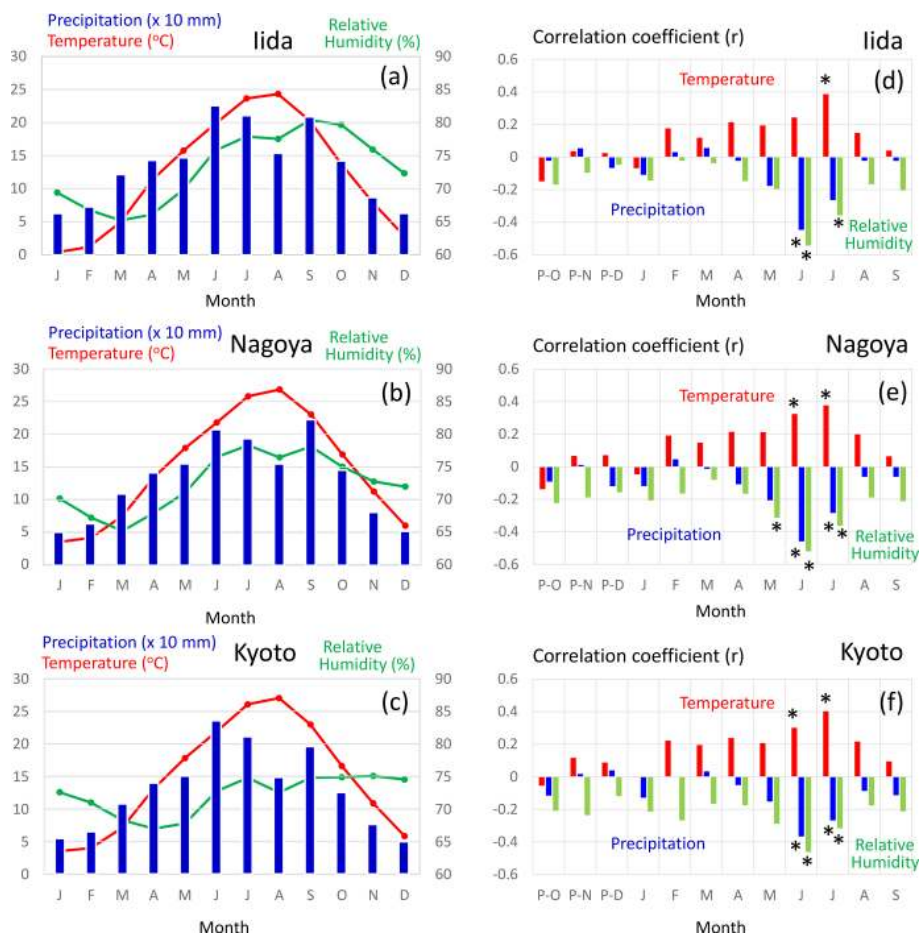 Precipitation (x 10 mm)
Temperature (°C)
Iida
Relative
Humidity (%)
(a)
30
25
20
15
10
5
0
90
85
80
75
70
65
60
J F M A M J J A S O N D
Month
Correlation coefficient (r)
Iida
(d)
0.6
0.4
0.2
0
-0.2
-0.4
-0.6
Temperature
*
Precipitation
Relative
Humidity
* * *
P-O P-N P-D J F M A M J J A S
Month
Precipitation (x 10 mm)
Temperature (°C)
Nagoya
Relative
Humidity (%)
(b)
30
25
20
15
10
5
0
90
85
80
75
70
65
60
J F M A M J J A S O N D
Month
Correlation coefficient (r)
Nagoya
(e)
0.6
0.4
0.2
0
-0.2
-0.4
-0.6
Temperature
* *
Precipitation
Relative
Humidity
* * * * *
P-O P-N P-D J F M A M J J A S
Month
Precipitation (x 10 mm)
Temperature (°C)
Kyoto
Relative
Humidity (%)
(c)
30
25
20
15
10
5
0
90
85
80
75
70
65
60
J F M A M J J A S O N D
Month
Correlation coefficient (r)
Kyoto
(f)
0.6
0.4
0.2
0
-0.2
-0.4
-0.6
Temperature
* *
Precipitation
Relative
Humidity
* * * *
P-O P-N P-D J F M A M J J A S
Month